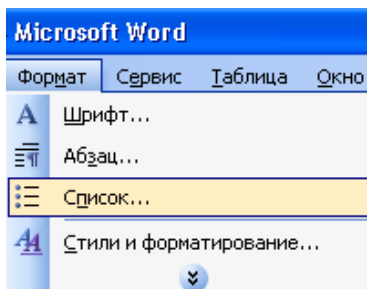 Microsoft Word
Формат Сервис Таблица Окно
Шрифт...
Абзац...
Список...
Стили и форматирование...